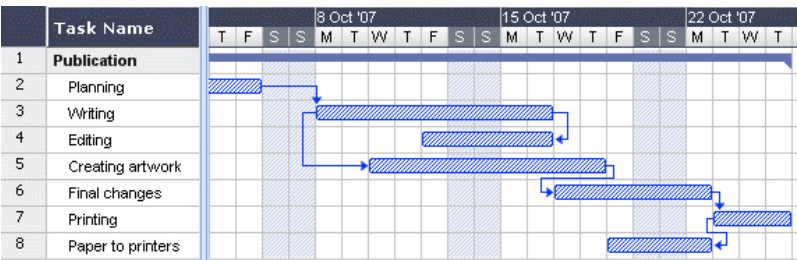 Task Name
8 Oct '07 15 Oct '07 22 Oct '07
T F S S M T W T F S S M T W T F S S M T W T
1 Publication
2 Planning
3 Writing
4 Editing
5 Creating artwork
6 Final changes
7 Printing
8 Paper to printers